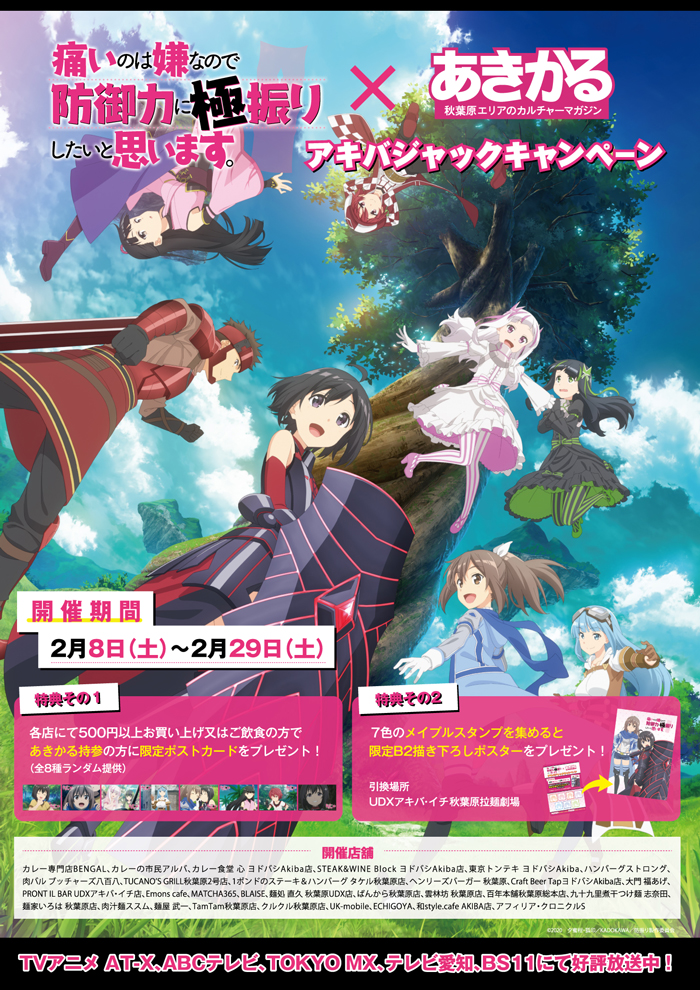 痛いのは嫌なので
防御力に極振り
したいと思います。
×
あきかる
秋葉原エリアのカルチャーマガジン
アキバジャックキャンペーン
開催期間
2月8日(土)～2月29日(土)
特典その1
各店にて500円以上お買い上げ又はご飲食の方で
あきかる持参の方に限定ポストカードをプレゼント！
(全8種ランダム提供)
特典その2
7色のメイプルスタンプを集めると
限定B2描き下ろしポスターをプレゼント！
引換場所
UDXアキバ・イチ秋葉原拉麺劇場
開催店舗
カレー専門店BENGAL、カレーの市民アルバ、カレー食堂 心 ヨドバシAkiba店、STEAK&WINE Block ヨドバシAkiba店、東京トンテキ ヨドバシAkiba、ハンバーグストロング、
肉バル ブッチャーズ八百八、TUCANO'S GRILL秋葉原2号店、1ポンドのステーキ＆ハンバーグ タケル秋葉原店、ヘンリーズバーガー 秋葉原、Craft Beer TapヨドバシAkiba店、大門 福あげ、
PRONT IL BAR UDXアキバ・イチ店、Emons cafe、MATCHA365、BLAISE、麺処 直久 秋葉原UDX店、ばんから秋葉原店、雲林坊 秋葉原店、百年本舗秋葉原総本店、九十九里煮干つけ麺 志奈田、
麺家いろは 秋葉原店、肉汁麺ススム、麺屋 武一、TamTam秋葉原店、クルクル秋葉原店、UK-mobile、ECHIGOYA、和style.cafe AKIBA店、アフィリア・クロニクルS
TVアニメ AT-X、ABCテレビ、TOKYO MX、テレビ愛知、BS11にて好評放送中！